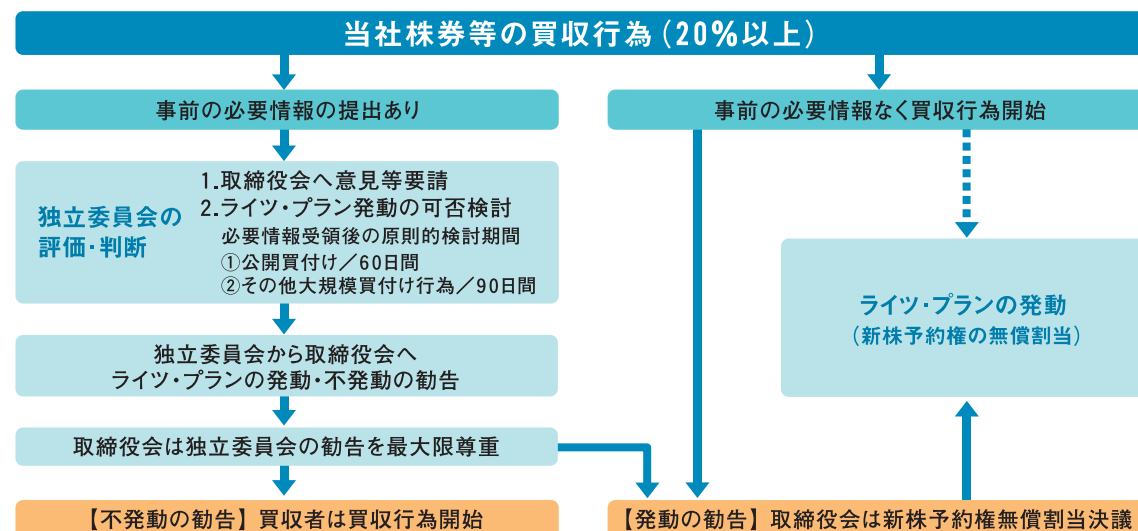 当社株券等の買収行為（20%以上）
事前の必要情報の提出あり
事前の必要情報なく買収行為開始
独立委員会の
評価・判断
1.取締役会へ意見等要請
2.ライツ・プラン発動の可否検討
必要情報受領後の原則的検討期間
①公開買付け／60日間
②その他大規模買付け行為／90日間
ライツ・プランの発動
（新株予約権の無償割当）
独立委員会から取締役会へ
ライツ・プランの発動・不発動の勧告
取締役会は独立委員会の勧告を最大限尊重
【不発動の勧告】買収者は買収行為開始
【発動の勧告】取締役会は新株予約権無償割当決議